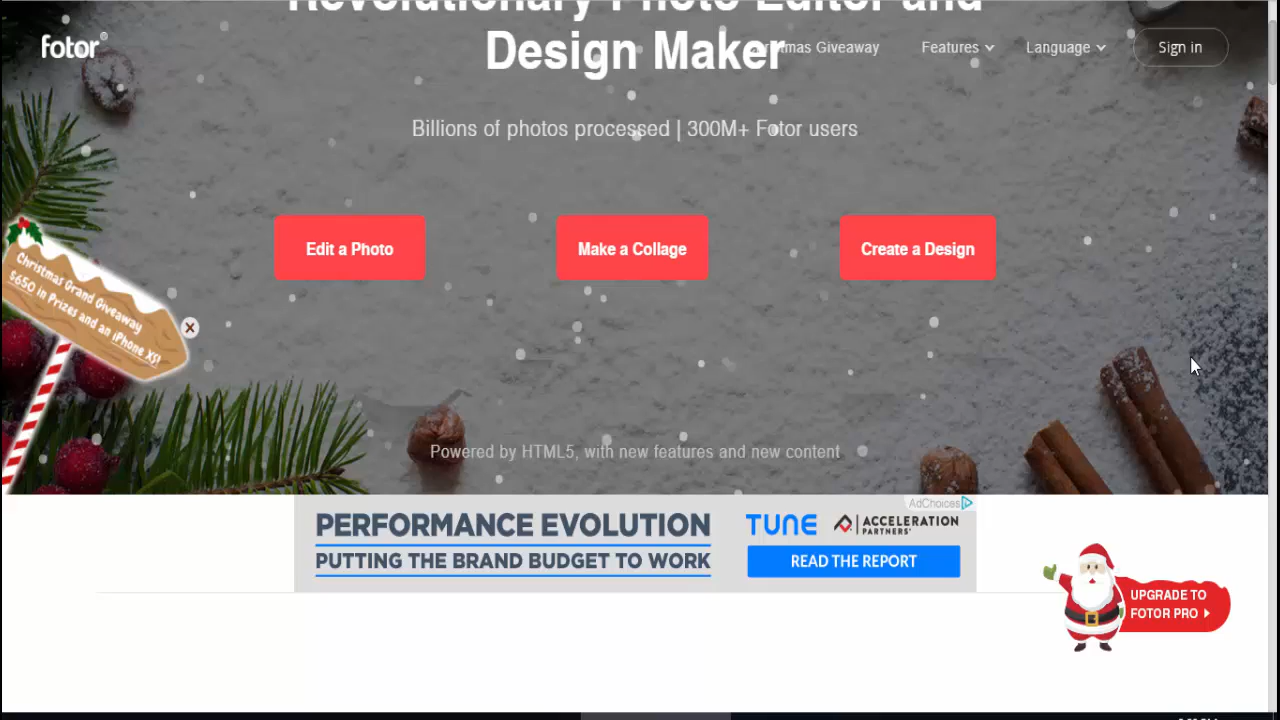 Revolutionary Photo Editor and
Design Maker
fotor
mas Giveaway
Features
Language
Sign in
Billions of photos processed | 300M+ Fotor users
Edit a Photo
Make a Collage
Create a Design
Christmas Grand Giveaway
$650 in Prizes and an iPhone XS!
X
Powered by HTML5, with new features and new content
AdChoices
PERFORMANCE EVOLUTION
PUTTING THE BRAND BUDGET TO WORK
TUNE
ACCELERATION
PARTNERS
READ THE REPORT
UPGRADE TO
FOTOR PRO